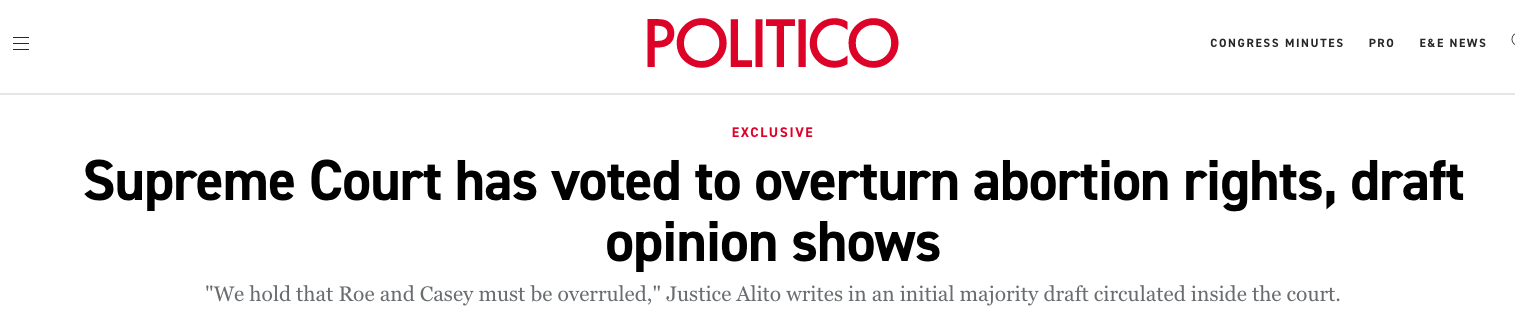 POLITICO
CONGRESS MINUTES PRO E&E NEWS
EXCLUSIVE
Supreme Court has voted to overturn abortion rights, draft
opinion shows
"We hold that Roe and Casey must be overruled," Justice Alito writes in an initial majority draft circulated inside the court.